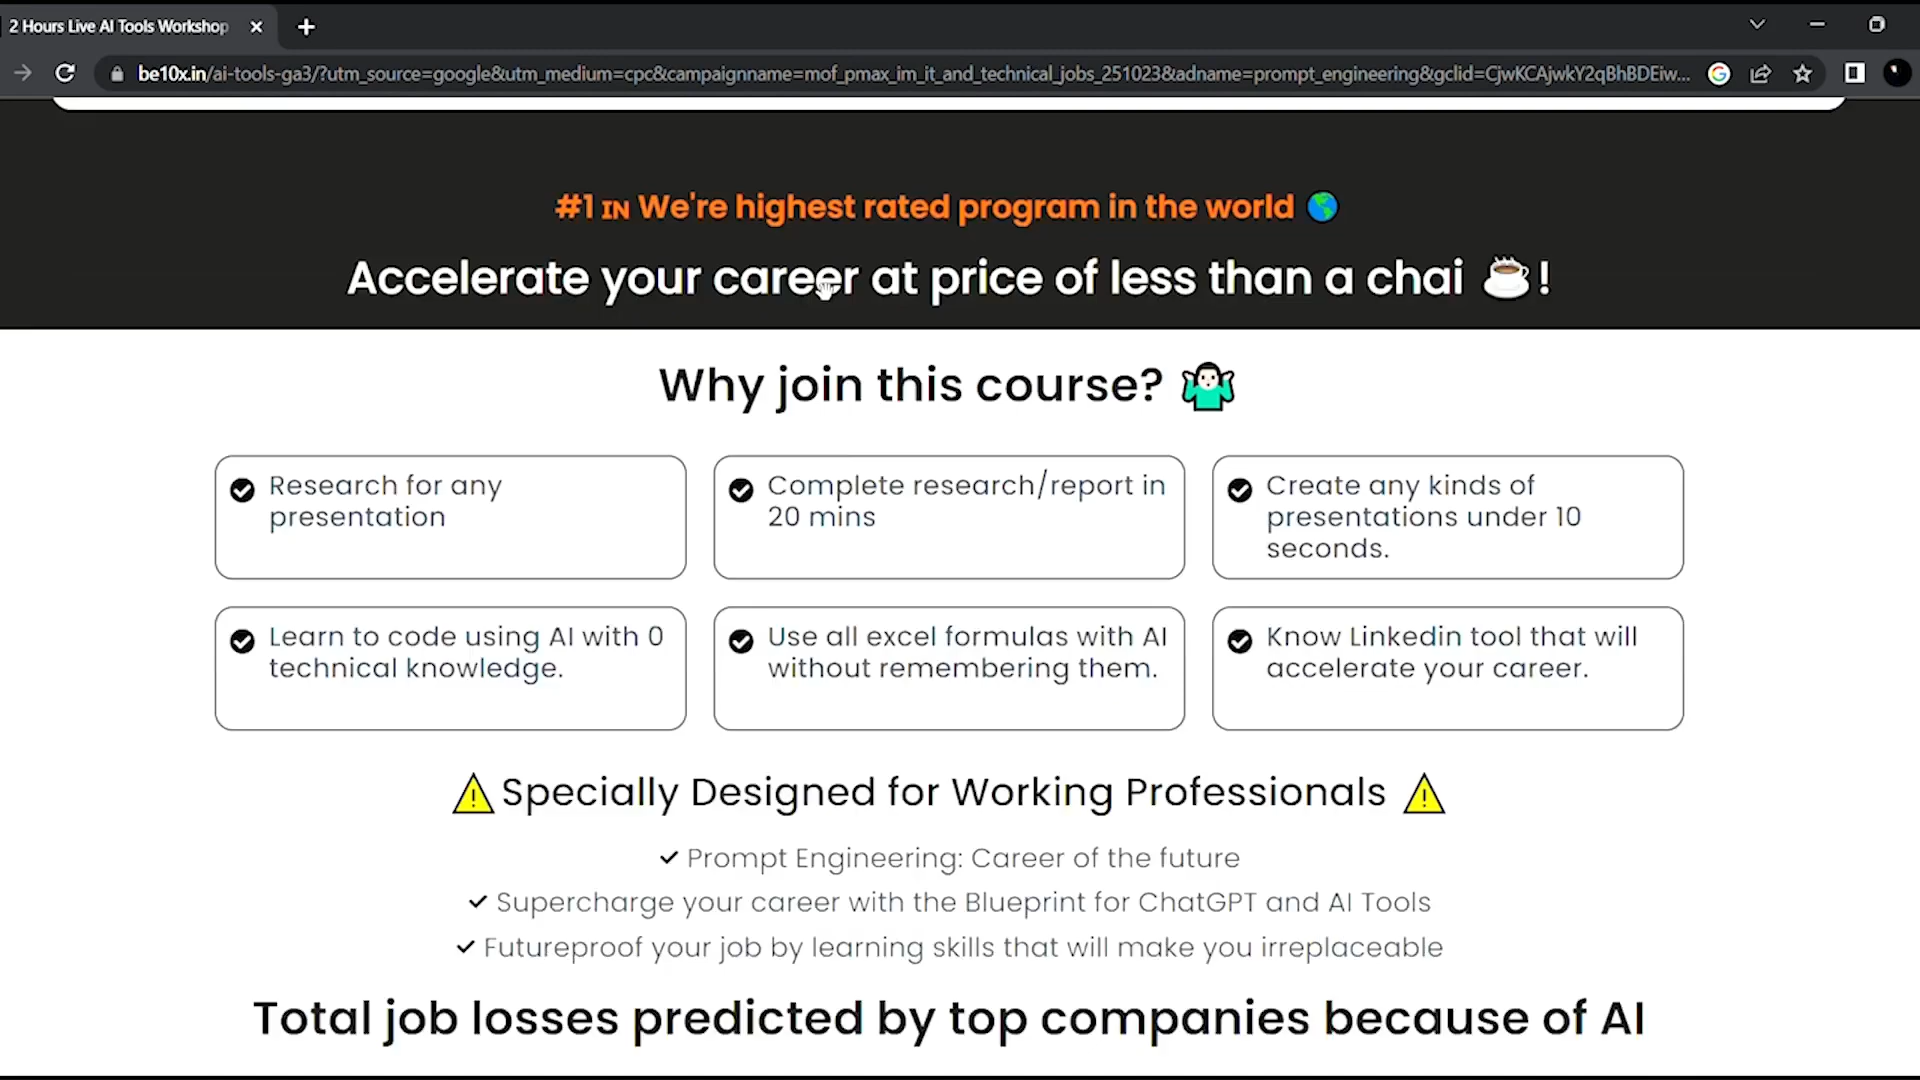 2 Hours Live AI Tools Workshop
be10x.in/ai-tools-ga3/?utm_source=google&utm_medium=cpc&campaignname=mof_pmax_im_it_and_technical_jobs_251023&adname=prompt_engineering&gclid=CjwKCAjwkY2qBhBDEiw...
#1 IN We're highest rated program in the world 🌎
Accelerate your career at price of less than a chai ☕ !
Why join this course? 🤷🏻‍♂️
Research for any
presentation
Complete research/report in
20 mins
Create any kinds of
presentations under 10
seconds.
Learn to code using AI with 0
technical knowledge.
Use all excel formulas with AI
without remembering them.
Know Linkedin tool that will
accelerate your career.
⚠️Specially Designed for Working Professionals ⚠️
✓ Prompt Engineering: Career of the future
✓ Supercharge your career with the Blueprint for ChatGPT and AI Tools
✓ Futureproof your job by learning skills that will make you irreplaceable
Total job losses predicted by top companies because of AI